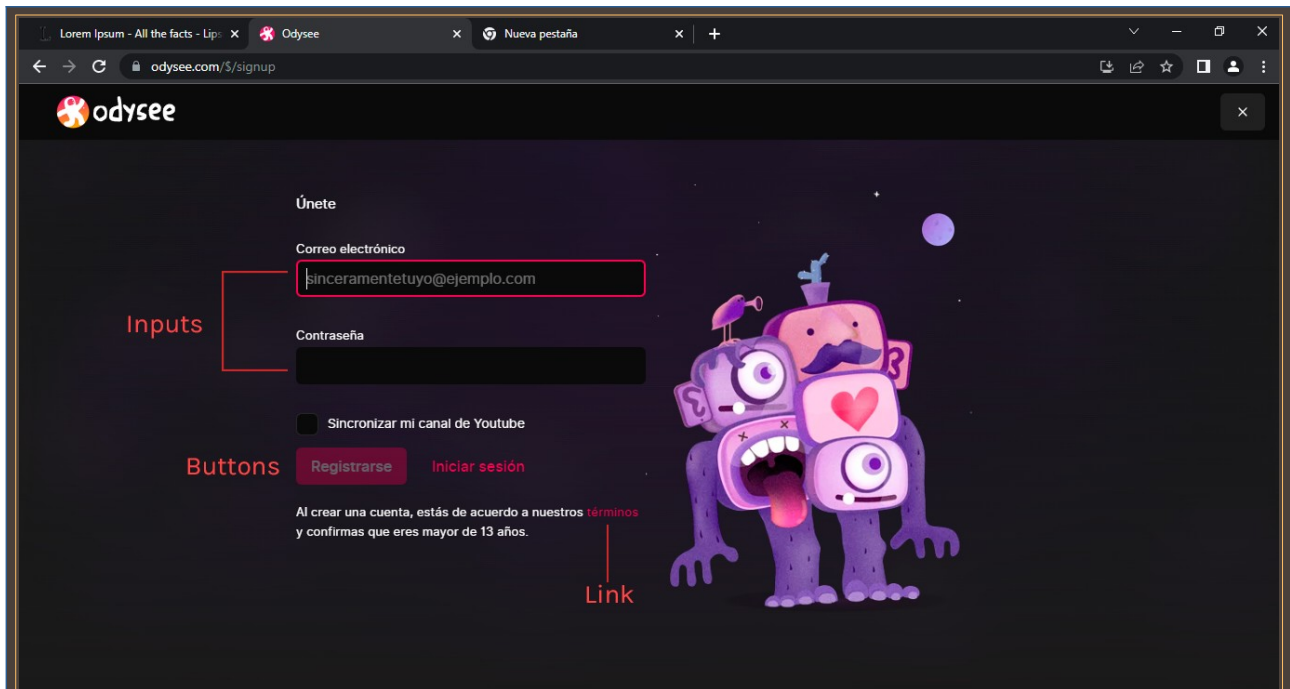 Lorem Ipsum - All the facts - Lips
Odysee
Nueva pestaña
odysee.com/$/signup
odysee
Únete
Correo electrónico
sinceramentetuyo@ejemplo.com
Inputs
Contraseña
Sincronizar mi canal de Youtube
Buttons
Registrarse
Iniciar sesión
Al crear una cuenta, estás de acuerdo a nuestros términos
y confirmas que eres mayor de 13 años.
Link